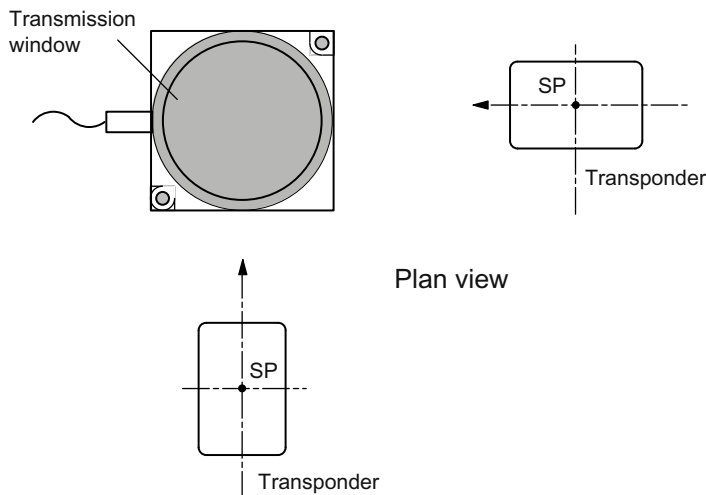 Transmission
window
SP
Transponder
Plan view
SP
Transponder